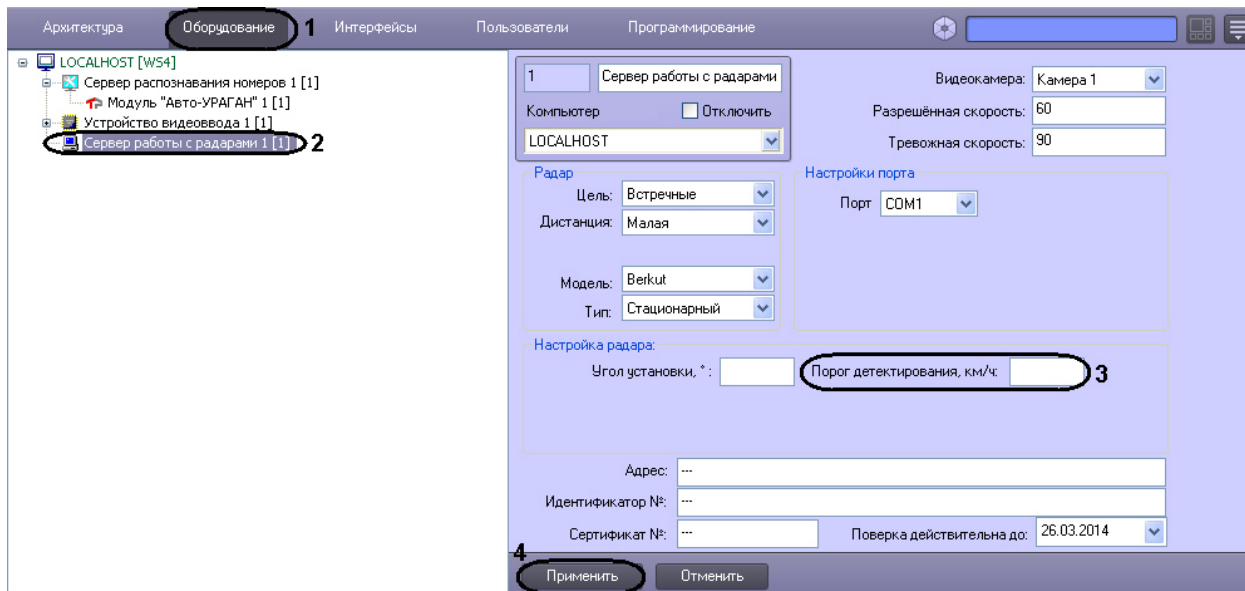 Архитектура Оборудование 1 Интерфейсы Пользователи Программирование
LOCALHOST [WS4]
Сервер распознавания номеров 1 [1]
Модуль "Авто-УРАГАН" 1 [1]
Устройство видеоввода 1 [1]
Сервер работы с радарами 1 [1] 2
1 Сервер работы с радарами
Компьютер Отключить
LOCALHOST
Видеокамера: Камера 1
Разрешённая скорость: 60
Тревожная скорость: 90
Радар
Цель: Встречные
Дистанция: Малая
Модель: Berkut
Тип: Стационарный
Настройки порта
Порт COM1
Настройка радара:
Угол установки, °: Порог детектирования, км/ч: 3
Адрес: ---
Идентификатор №: ---
Сертификат №: --- Поверка действительна до: 26.03.2014
4
Применить Отменить